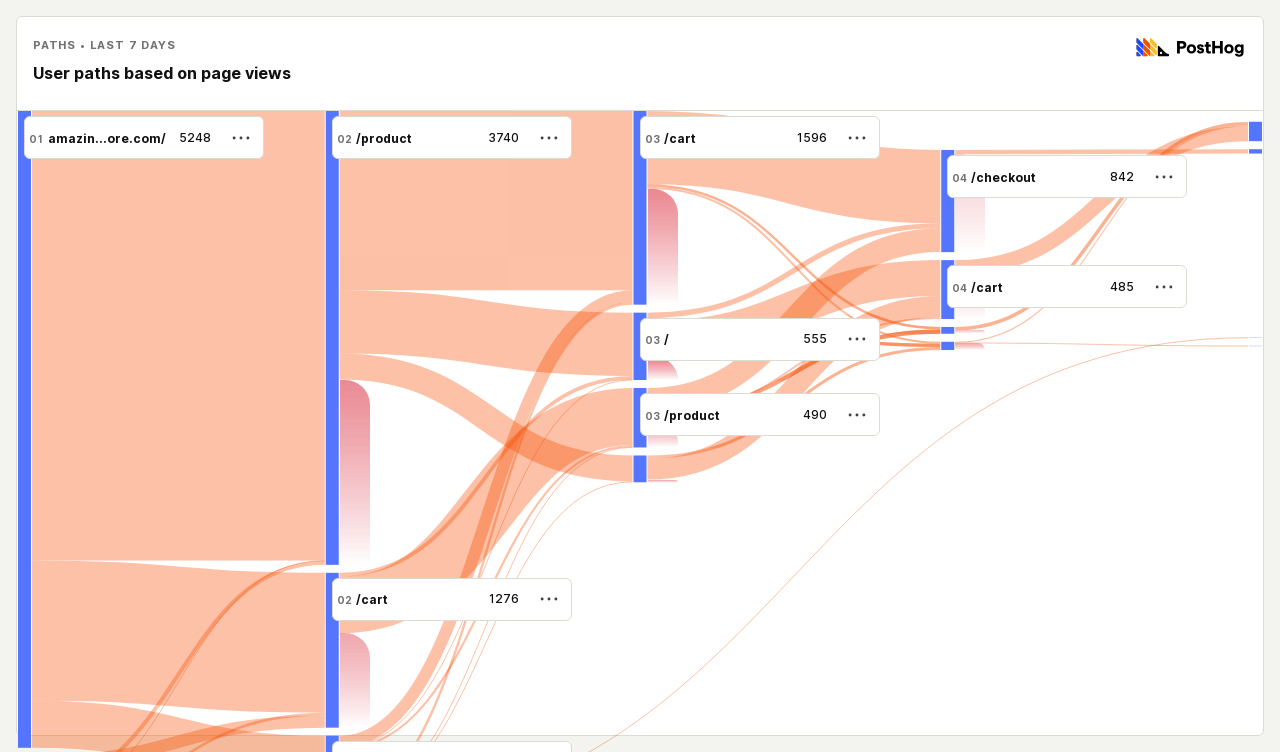 PATHS • LAST 7 DAYS
PostHog
User paths based on page views
01 amazin...ore.com/ 5248 •••
02 /product 3740 •••
03 /cart 1596 •••
04 /checkout 842 •••
04 /cart 485 •••
03 / 555 •••
03 /product 490 •••
02 /cart 1276 •••